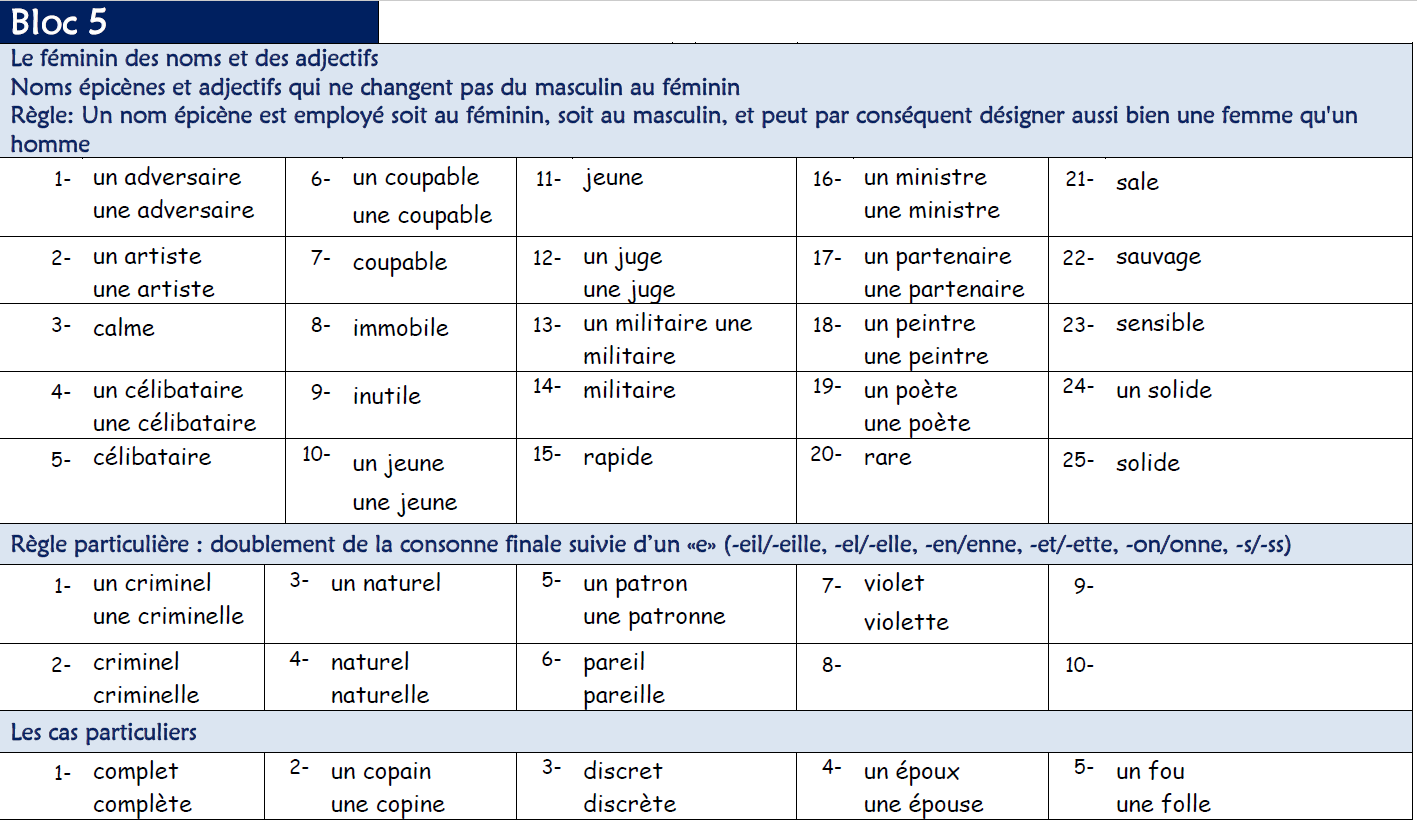 Bloc 5
Le féminin des noms et des adjectifs
Noms épicènes et adjectifs qui ne changent pas du masculin au féminin
Règle: Un nom épicène est employé soit au féminin, soit au masculin, et peut par conséquent désigner aussi bien une femme qu'un
homme
1- un adversaire
une adversaire
6- un coupable
une coupable
11- jeune
16- un ministre
une ministre
21- sale
2- un artiste
une artiste
7- coupable
12- un juge
une juge
17- un partenaire
une partenaire
22- sauvage
3- calme
8- immobile
13- un militaire une
militaire
18- un peintre
une peintre
23- sensible
4- un célibataire
une célibataire
9- inutile
14- militaire
19- un poète
une poète
24- un solide
5- célibataire
10- un jeune
une jeune
15- rapide
20- rare
25- solide
Règle particulière : doublement de la consonne finale suivie d'un «e» (-eil/-eille, -el/-elle, -en/enne, -et/-ette, -on/onne, -s/-ss)
1- un criminel
une criminelle
3- un naturel
5- un patron
une patronne
7- violet
violette
9-
2- criminel
criminelle
4- naturel
naturelle
6- pareil
pareille
8-
10-
Les cas particuliers
1- complet
complète
2- un copain
une copine
3- discret
discrète
4- un époux
une épouse
5- un fou
une folle